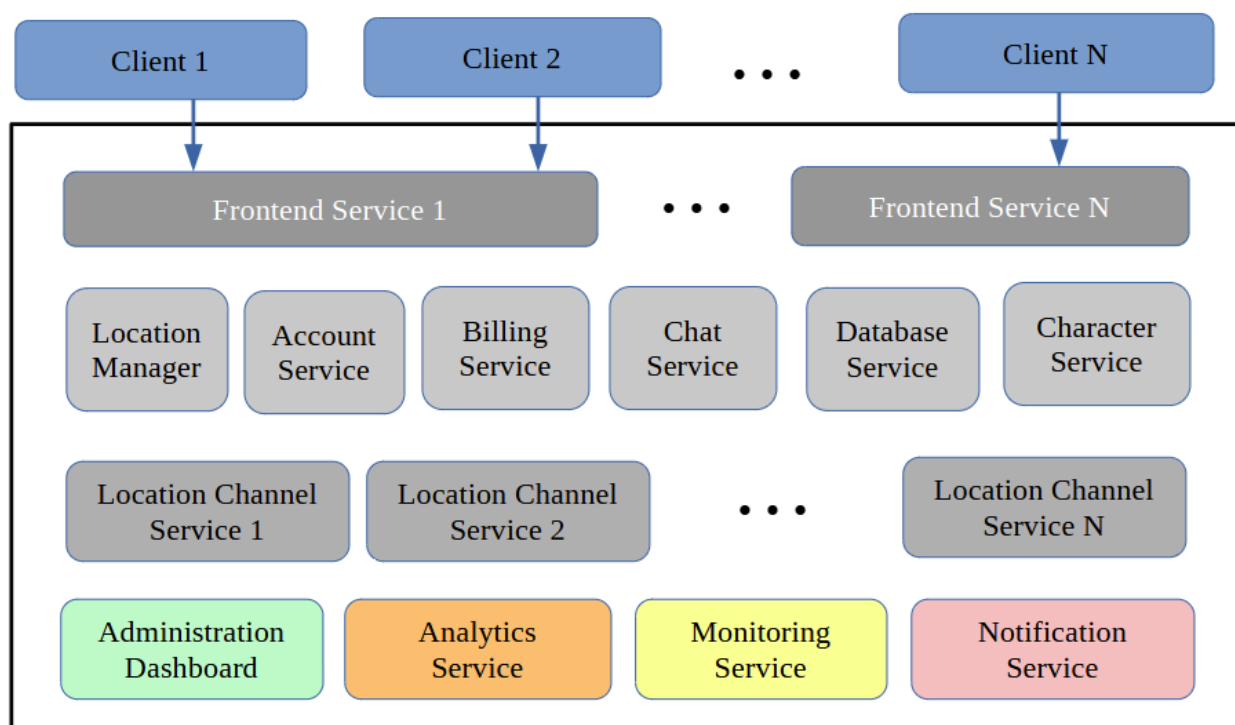 Client 1
Client 2
Client N
Frontend Service 1
Frontend Service N
Location
Manager
Account
Service
Billing
Service
Chat
Service
Database
Service
Character
Service
Location Channel
Service 1
Location Channel
Service 2
Location Channel
Service N
Administration
Dashboard
Analytics
Service
Monitoring
Service
Notification
Service